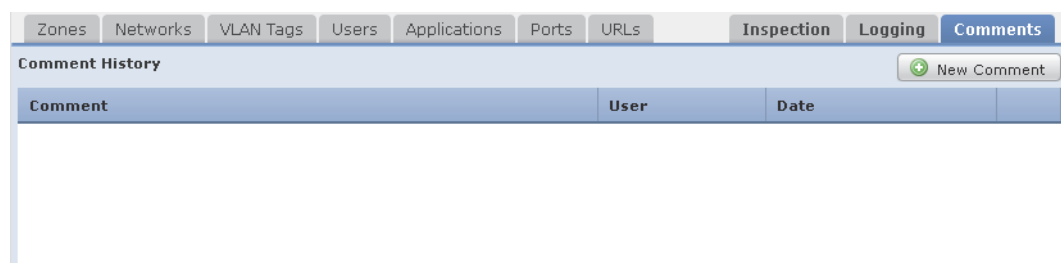 Zones Networks VLAN Tags Users Applications Ports URLs Inspection Logging Comments
Comment History New Comment
Comment User Date